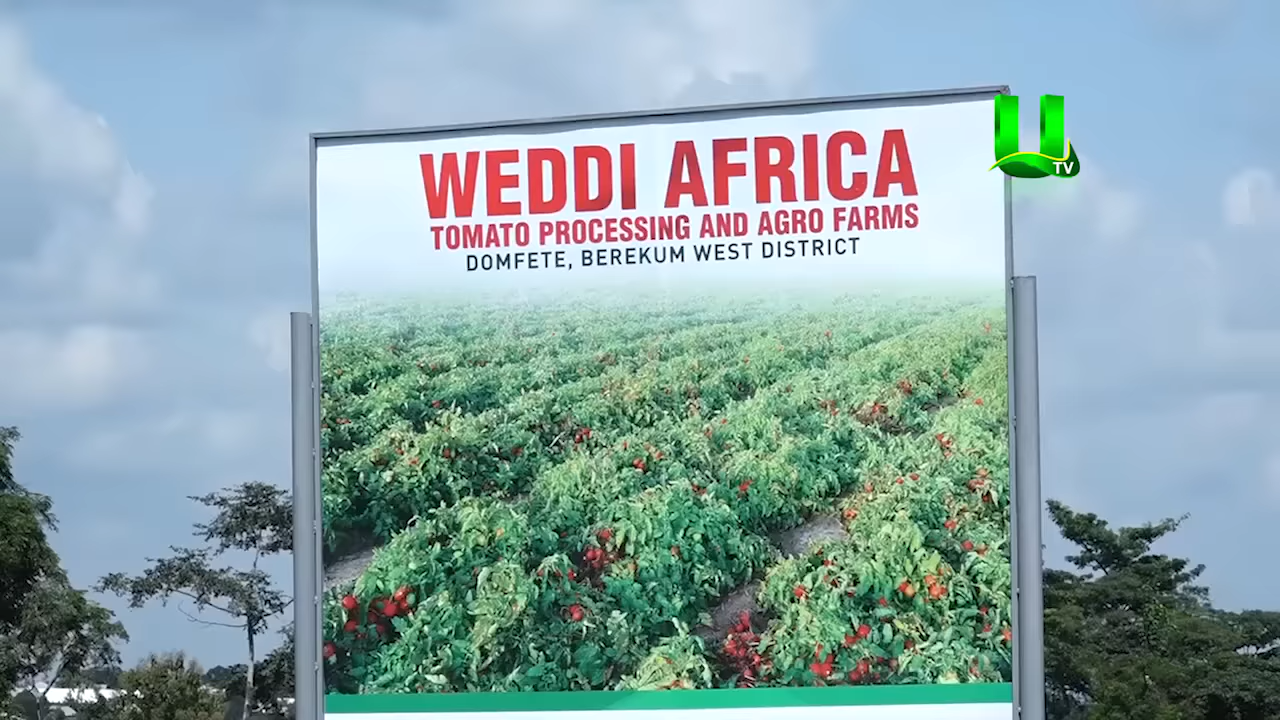 WEDDI AFRICA
TOMATO PROCESSING AND AGRO FARMS
DOMFETE, BEREKUM WEST DISTRICT
U
TV